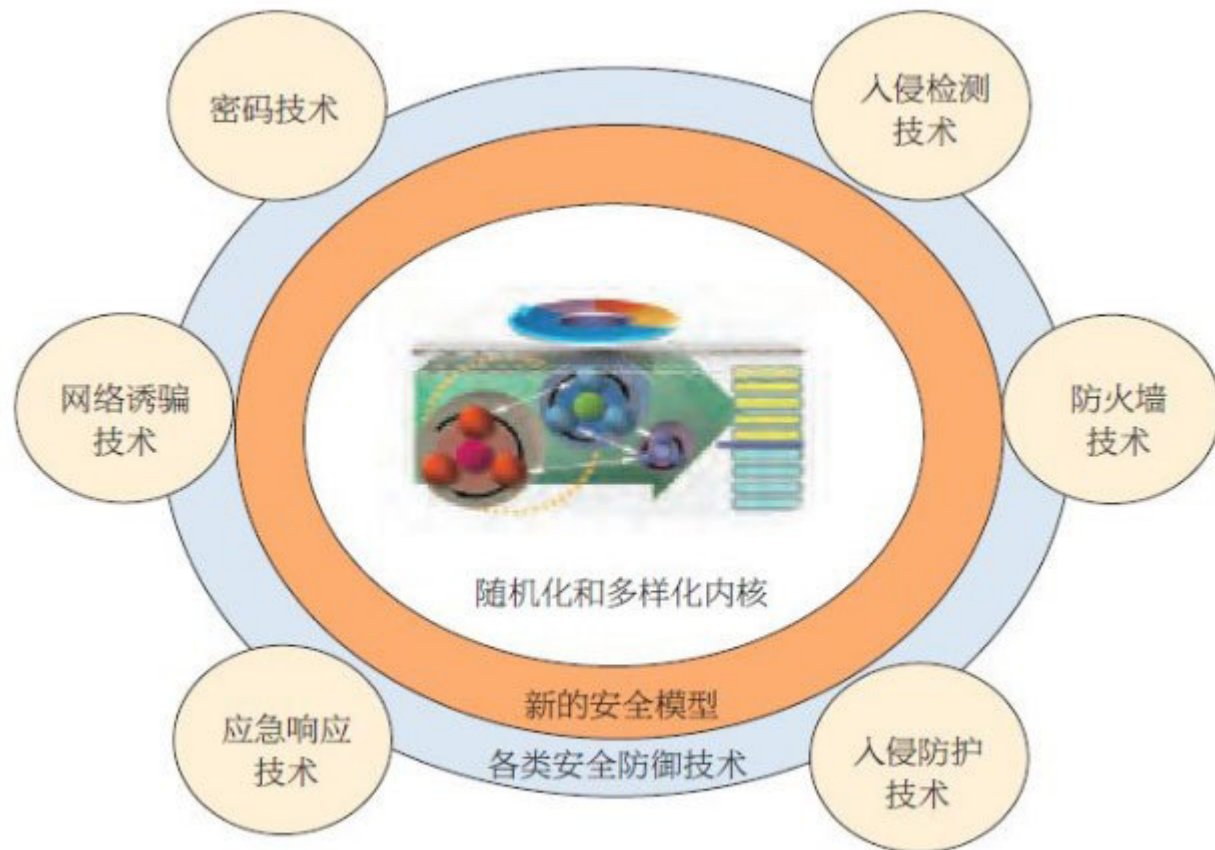 密码技术
入侵检测
技术
网络诱骗
技术
防火墙
技术
随机化和多样化内核
应急响应
技术
新的安全模型
各类安全防御技术
入侵防护
技术